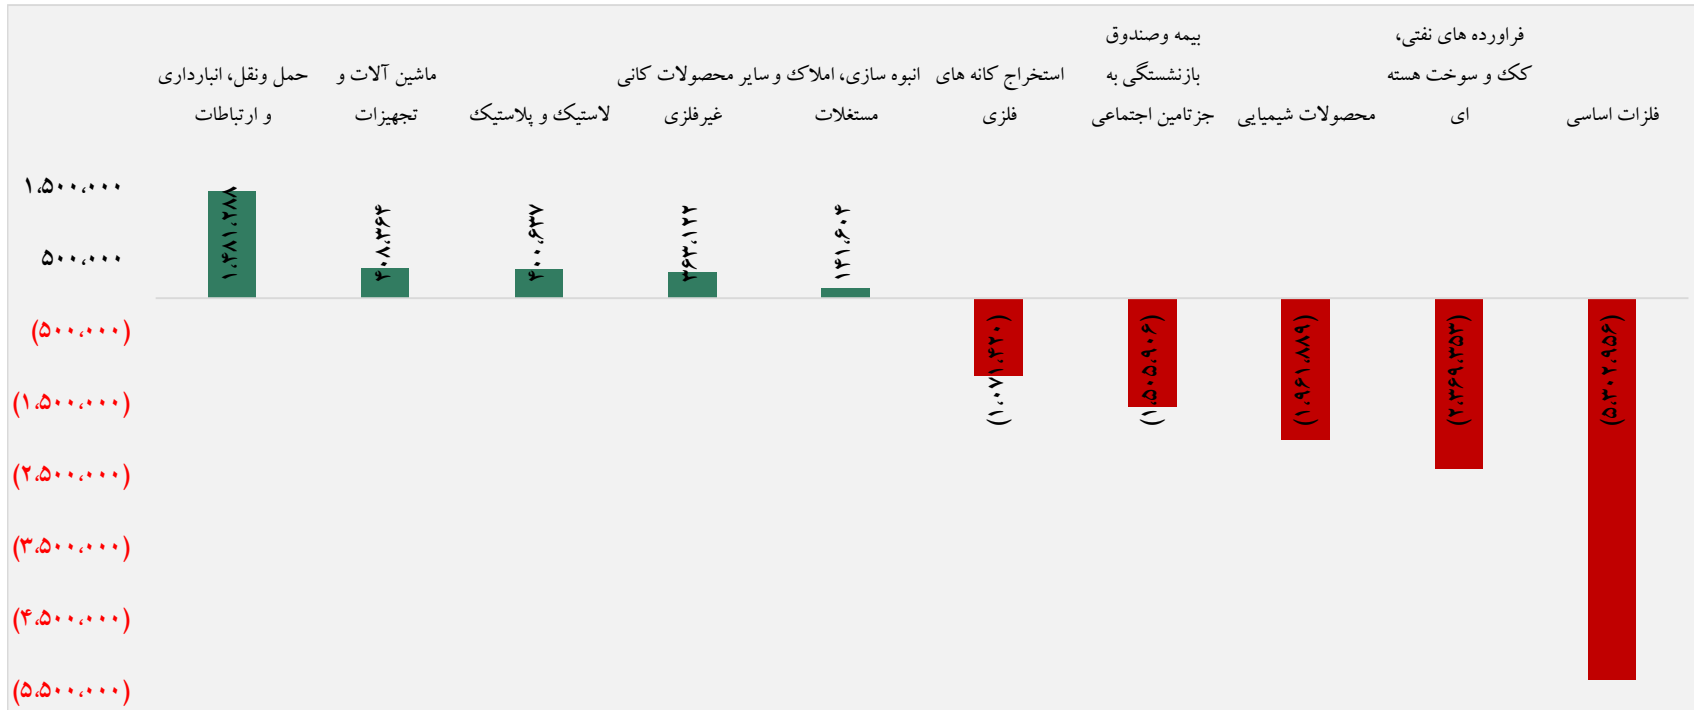 فلزات اساسی
فراورده های نفتی،
کک و سوخت هسته
ای
محصولات شیمیایی
بیمه وصندوق
بازنشستگی به
جزتامین اجتماعی
استخراج کانه های
فلزی
انبوه سازی، املاک و
مستغلات
سایر محصولات کانی
غیرفلزی
لاستیک و پلاستیک
ماشین آلات و
تجهیزات
حمل ونقل، انبارداری
و ارتباطات
۱،۵۰۰،۰۰۰
۵۰۰،۰۰۰
(۵۰۰،۰۰۰)
(۱،۵۰۰،۰۰۰)
(۲،۵۰۰،۰۰۰)
(۳،۵۰۰،۰۰۰)
(۴،۵۰۰،۰۰۰)
(۵،۵۰۰،۰۰۰)
۱،۴۸۱،۲۸۸
۴۰۸،۳۶۴
۴۰۰،۶۳۷
۳۶۳،۱۲۲
۱۴۱،۶۰۴
(۱،۰۷۱،۴۲۰)
(۱،۵۰۵،۹۰۶)
(۱،۹۶۱،۸۸۹)
(۲،۳۶۹،۳۵۳)
(۵،۳۰۲،۹۵۶)